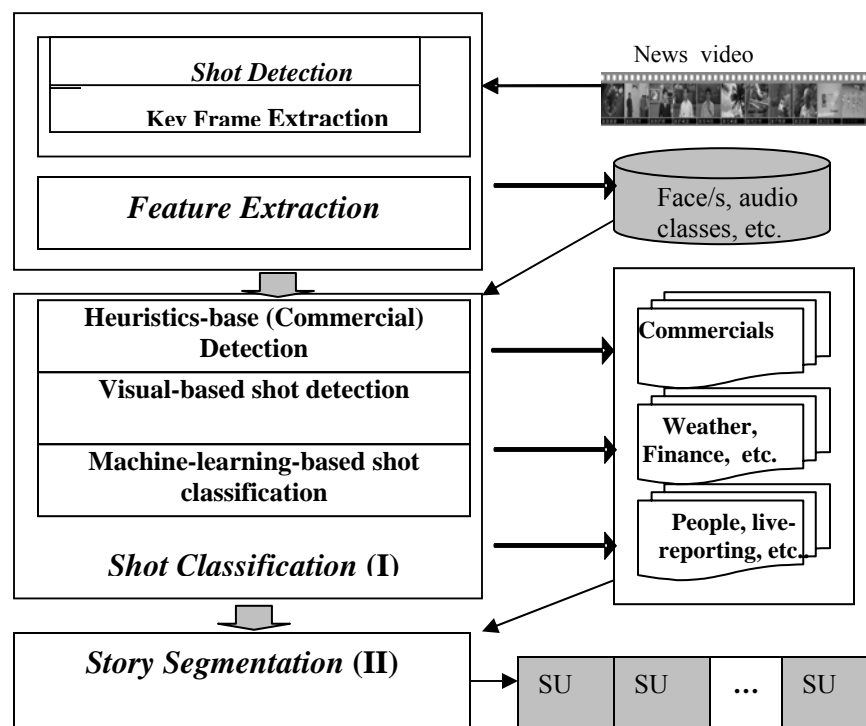 News video
Shot Detection
Key Frame Extraction
Feature Extraction
Face/s, audio
classes, etc.
Heuristics-base (Commercial)
Detection
Visual-based shot detection
Machine-learning-based shot
classification
Shot Classification (I)
Commercials
Weather,
Finance, etc.
People, live-
reporting, etc..
Story Segmentation (II)
SU
SU
...
SU